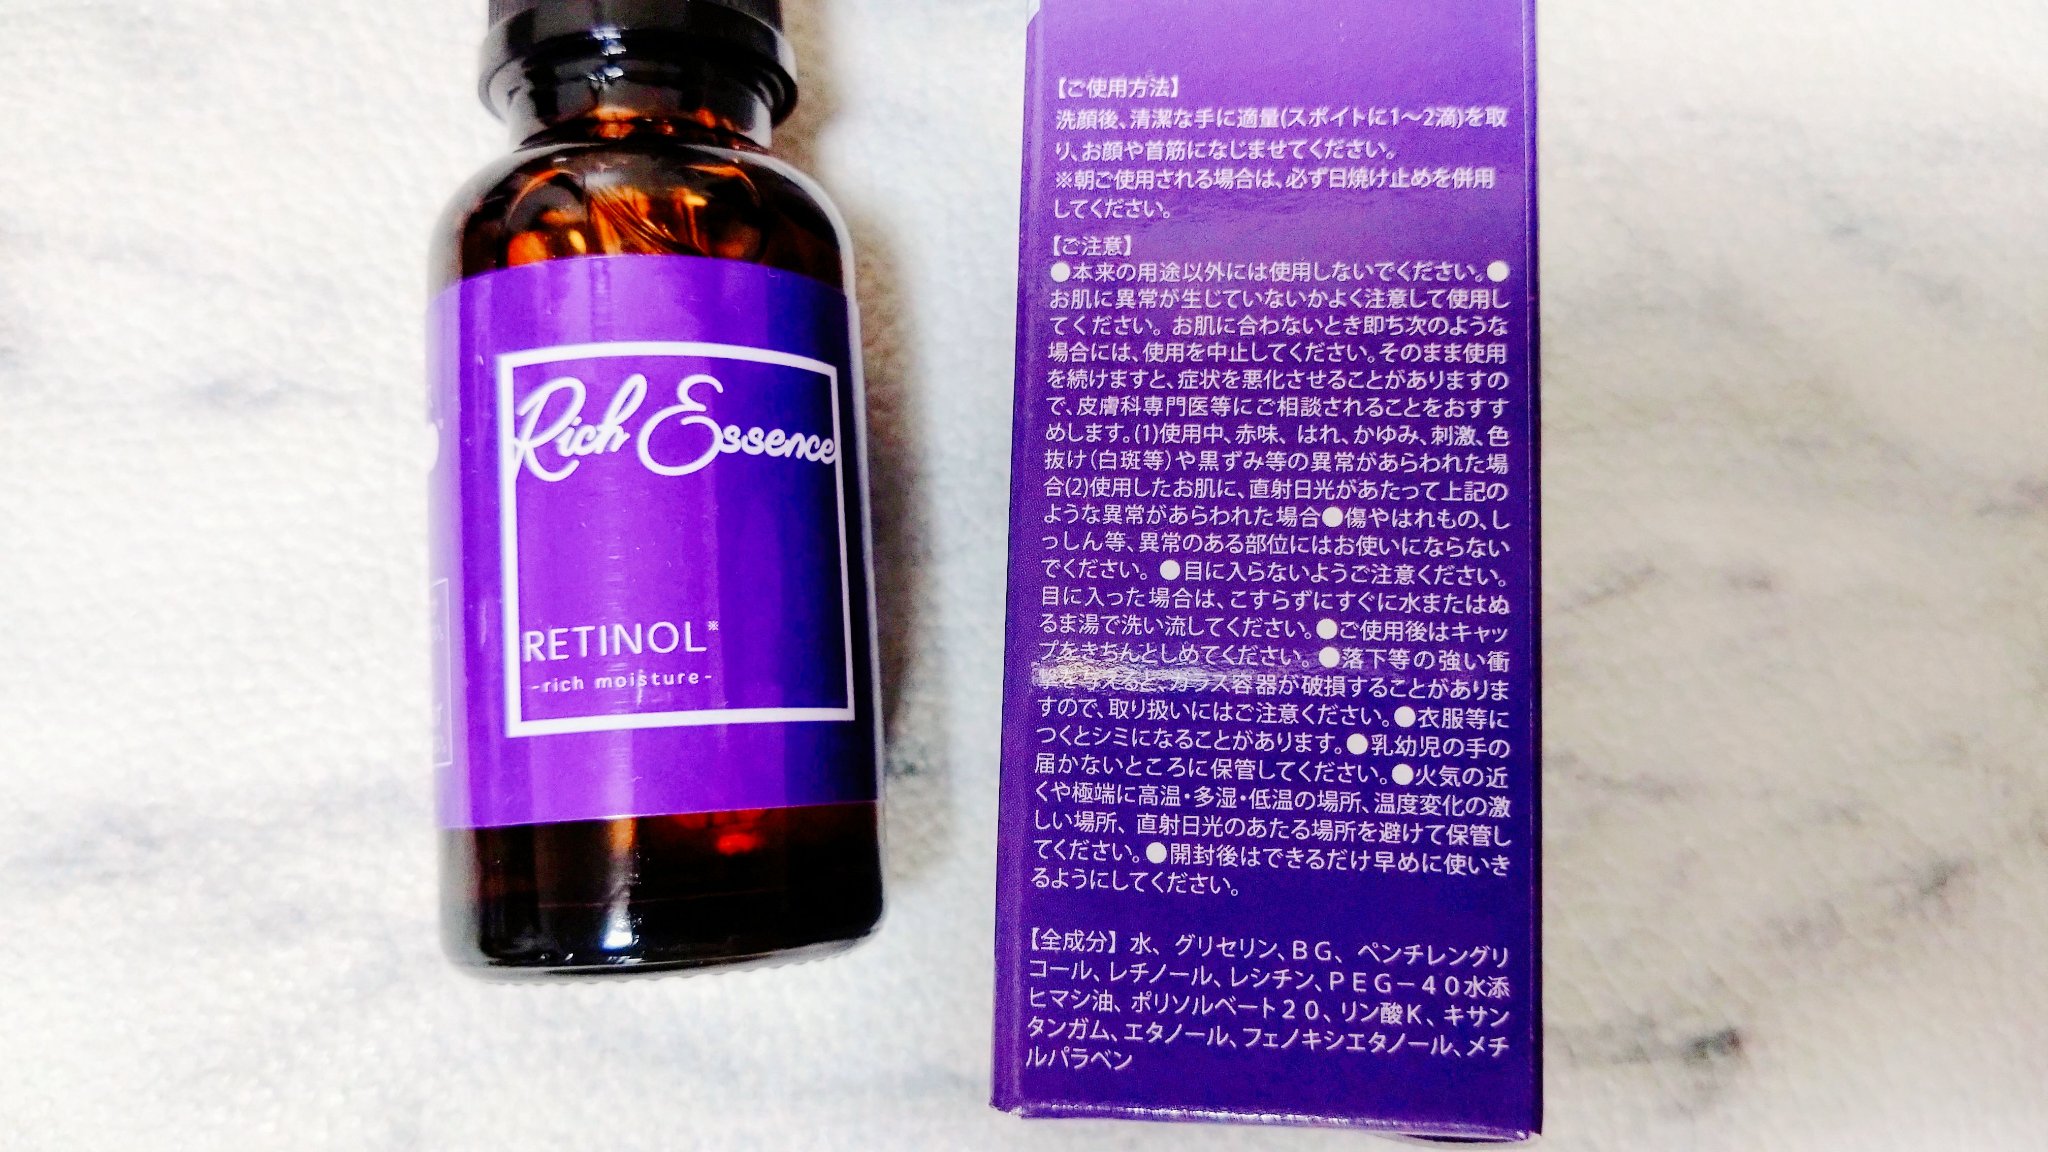 Rich Essence
RETINOL※
-rich moisture-
【ご使用方法】
洗顔後、清潔な手に適量(スポイトに1〜2滴)を取
り、お顔や首筋になじませてください。
※朝ご使用される場合は、必ず日焼け止めを併用
してください。
【ご注意】
●本来の用途以外には使用しないでください。●
お肌に異常が生じていないかよく注意して使用し
てください。お肌に合わないとき即ち次のような
場合には、使用を中止してください。そのまま使用
を続けますと、症状を悪化させることがありますの
で、皮膚科専門医等にご相談されることをおすす
めします。(1)使用中、赤味、はれ、かゆみ、刺激、色
抜け(白斑等)や黒ずみ等の異常があらわれた場
合(2)使用したお肌に、直射日光があたって上記の
ような異常があらわれた場合●傷やはれもの、し
っしん等、異常のある部位にはお使いにならない
でください。●目に入らないようご注意ください。
目に入った場合は、こすらずにすぐに水またはぬ
るま湯で洗い流してください。●ご使用後はキャッ
プをきちんとしめてください。●落下等の強い衝
撃を与えると、ガラス容器が破損することがありま
すので、取り扱いにはご注意ください。●衣服等に
つくとシミになることがあります。●乳幼児の手の
届かないところに保管してください。●火気の近
くや極端に高温・多湿・低温の場所、温度変化の激
しい場所、直射日光のあたる場所を避けて保管し
てください。●開封後はできるだけ早めに使いき
るようにしてください。
【全成分】水、グリセリン、BG、ペンチレングリ
コール、レチノール、レシチン、PEG－40水添
ヒマシ油、ポリソルベート20、リン酸K、キサン
タンガム、エタノール、フェノキシエタノール、メチ
ルパラベン